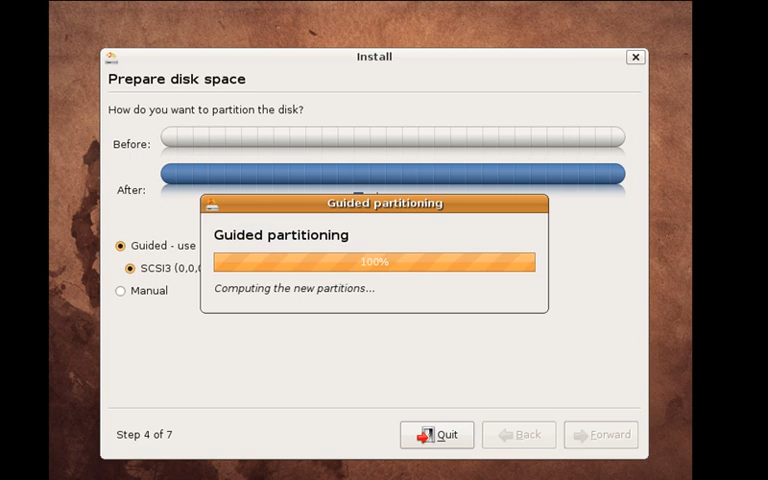 Install
Prepare disk space
How do you want to partition the disk?
Before:
After:
Guided partitioning
Guided partitioning
100%
Computing the new partitions...
Guided - use
SCSI3 (0,0,0
Manual
Step 4 of 7
Quit
Back
Forward